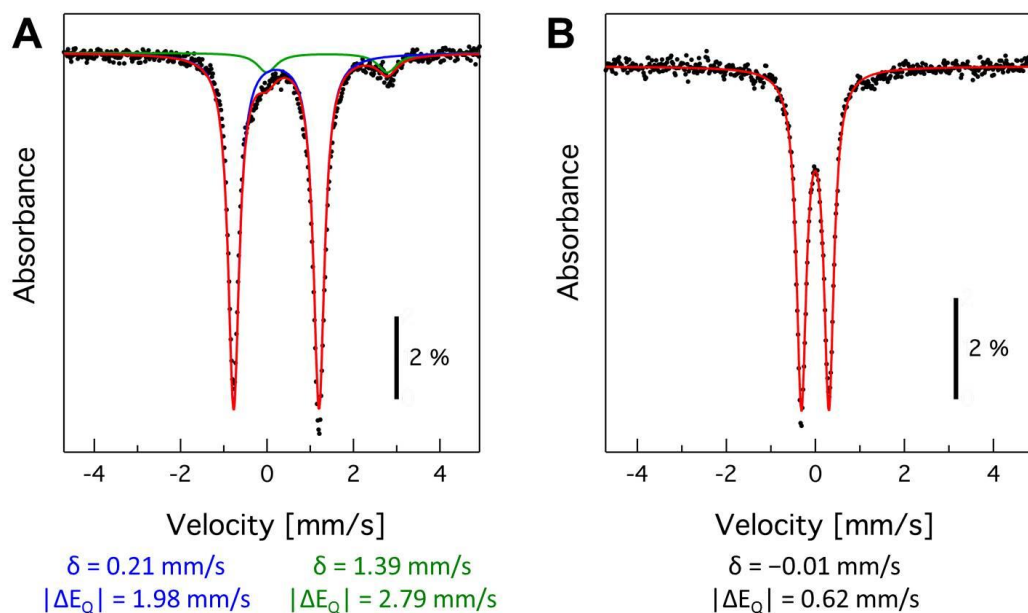 A
Absorbance
2 %
-4 -2 0 2 4
Velocity [mm/s]
δ = 0.21 mm/s
|ΔE_Q| = 1.98 mm/s
δ = 1.39 mm/s
|ΔE_Q| = 2.79 mm/s
B
Absorbance
2 %
-4 -2 0 2 4
Velocity [mm/s]
δ = −0.01 mm/s
|ΔE_Q| = 0.62 mm/s